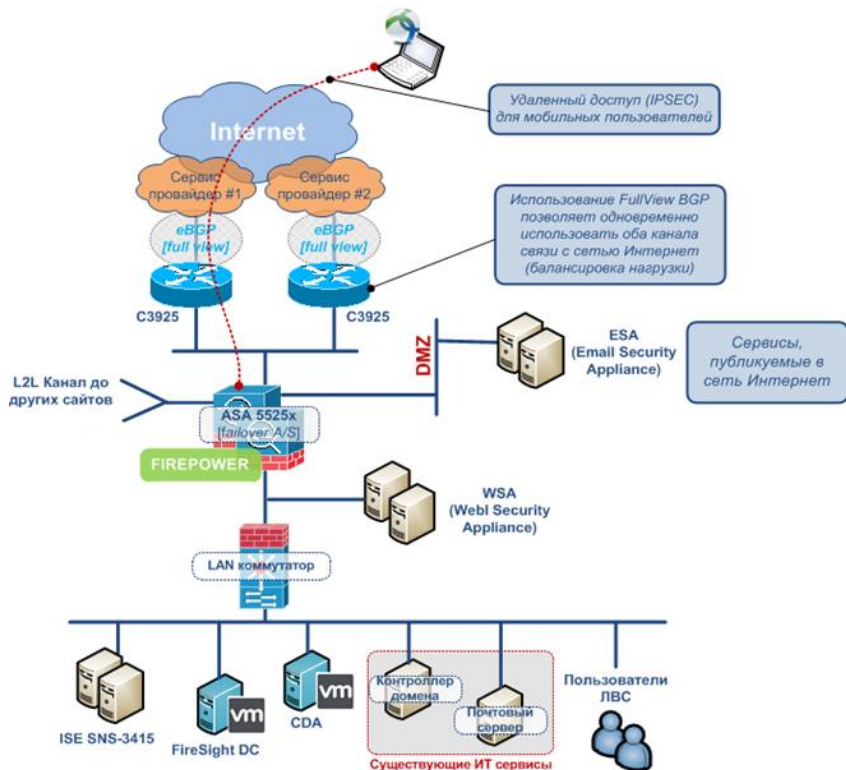 Удаленный доступ (IPSEC)
для мобильных пользователей
Internet
Сервис
провайдер #1
Сервис
провайдер #2
eBGP
[full view]
eBGP
[full view]
Использование FullView BGP
позволяет одновременно
использовать оба канала
связи с сетью Интернет
(балансировка нагрузки)
C3925
C3925
DMZ
ESA
(Email Security
Appliance)
Сервисы,
публикуемые в
сеть Интернет
L2L Канал до
других сайтов
ASA 5525x
[failover A/S]
FIREPOWER
WSA
(Webl Security
Appliance)
LAN коммутатор
ISE SNS-3415
vm
FireSight DC
vm
CDA
Контроллер
домена
Почтовый
сервер
Существующие ИТ сервисы
Пользователи
ЛВС